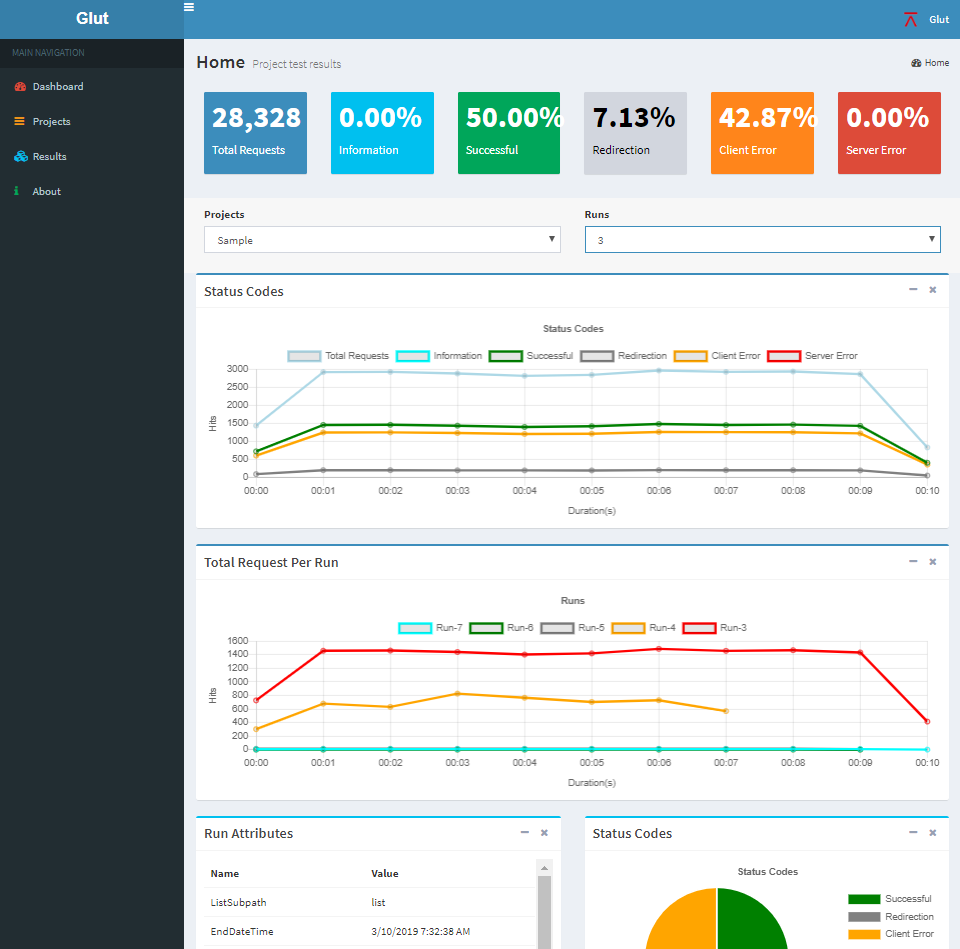 Glut
Glut
MAIN NAVIGATION
Dashboard
Projects
Results
About
Home Project test results
Home
28,328
Total Requests
0.00%
Information
50.00%
Successful
7.13%
Redirection
42.87%
Client Error
0.00%
Server Error
Projects
Sample
Runs
3
Status Codes
Status Codes
Total Requests Information Successful Redirection Client Error Server Error
3000
2500
2000
1500
1000
500
0
Hits
00:00 00:01 00:02 00:03 00:04 00:05 00:06 00:07 00:08 00:09 00:10
Duration(s)
Total Request Per Run
Runs
Run-7 Run-6 Run-5 Run-4 Run-3
1600
1400
1200
1000
800
600
400
200
0
Hits
00:00 00:01 00:02 00:03 00:04 00:05 00:06 00:07 00:08 00:09 00:10
Duration(s)
Run Attributes
Name Value
ListSubpath list
EndDateTime 3/10/2019 7:32:38 AM
Status Codes
Status Codes
Successful
Redirection
Client Error